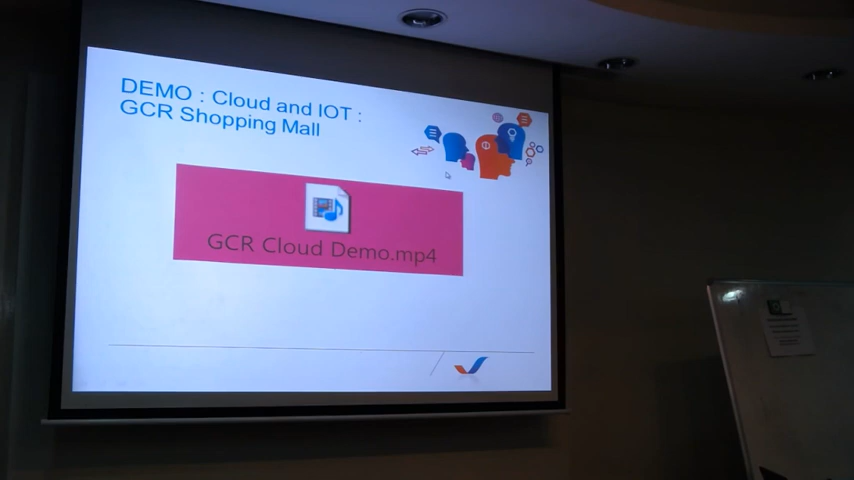 DEMO : Cloud and IOT :
GCR Shopping Mall
GCR Cloud Demo.mp4